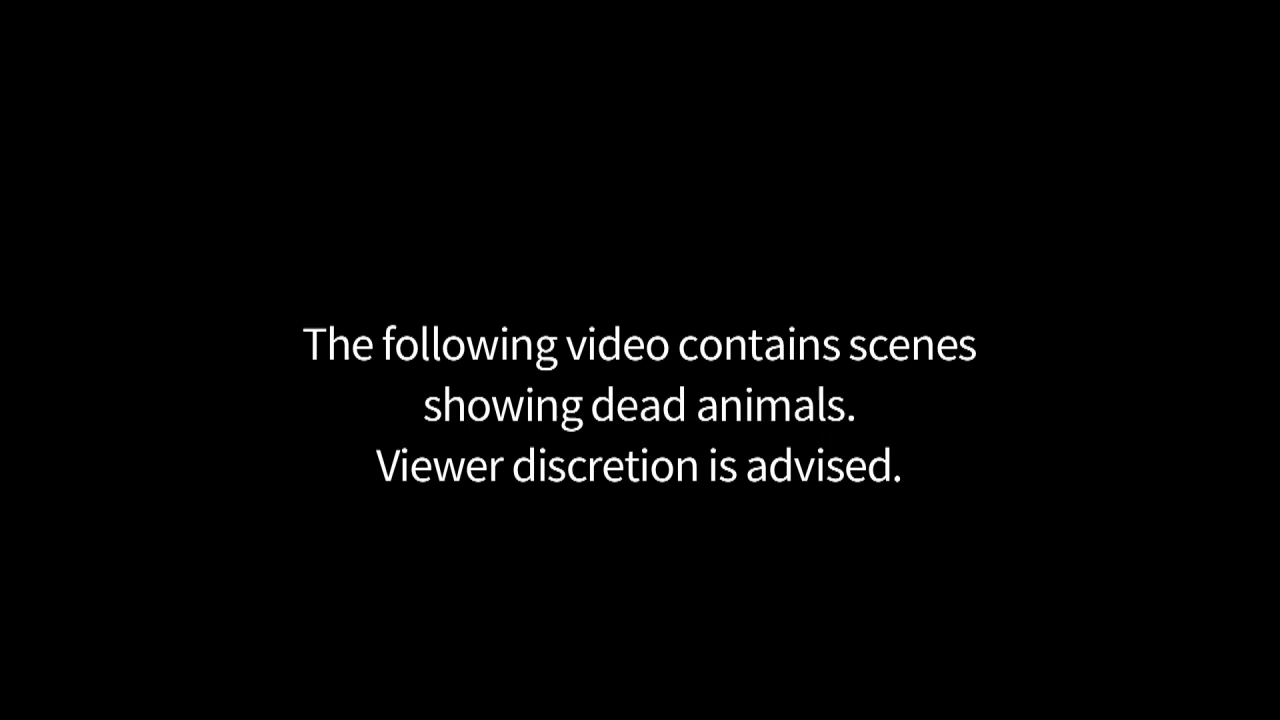 The following video contains scenes
showing dead animals.
Viewer discretion is advised.